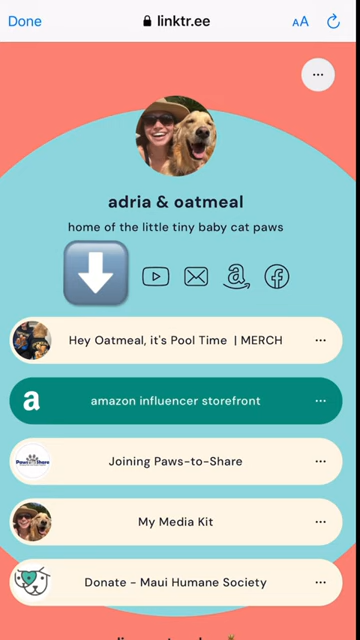 Done
linktr.ee
AA
adria & oatmeal
home of the little tiny baby cat paws
Hey Oatmeal, it's Pool Time | MERCH
amazon influencer storefront
Joining Paws-to-Share
My Media Kit
Donate - Maui Humane Society